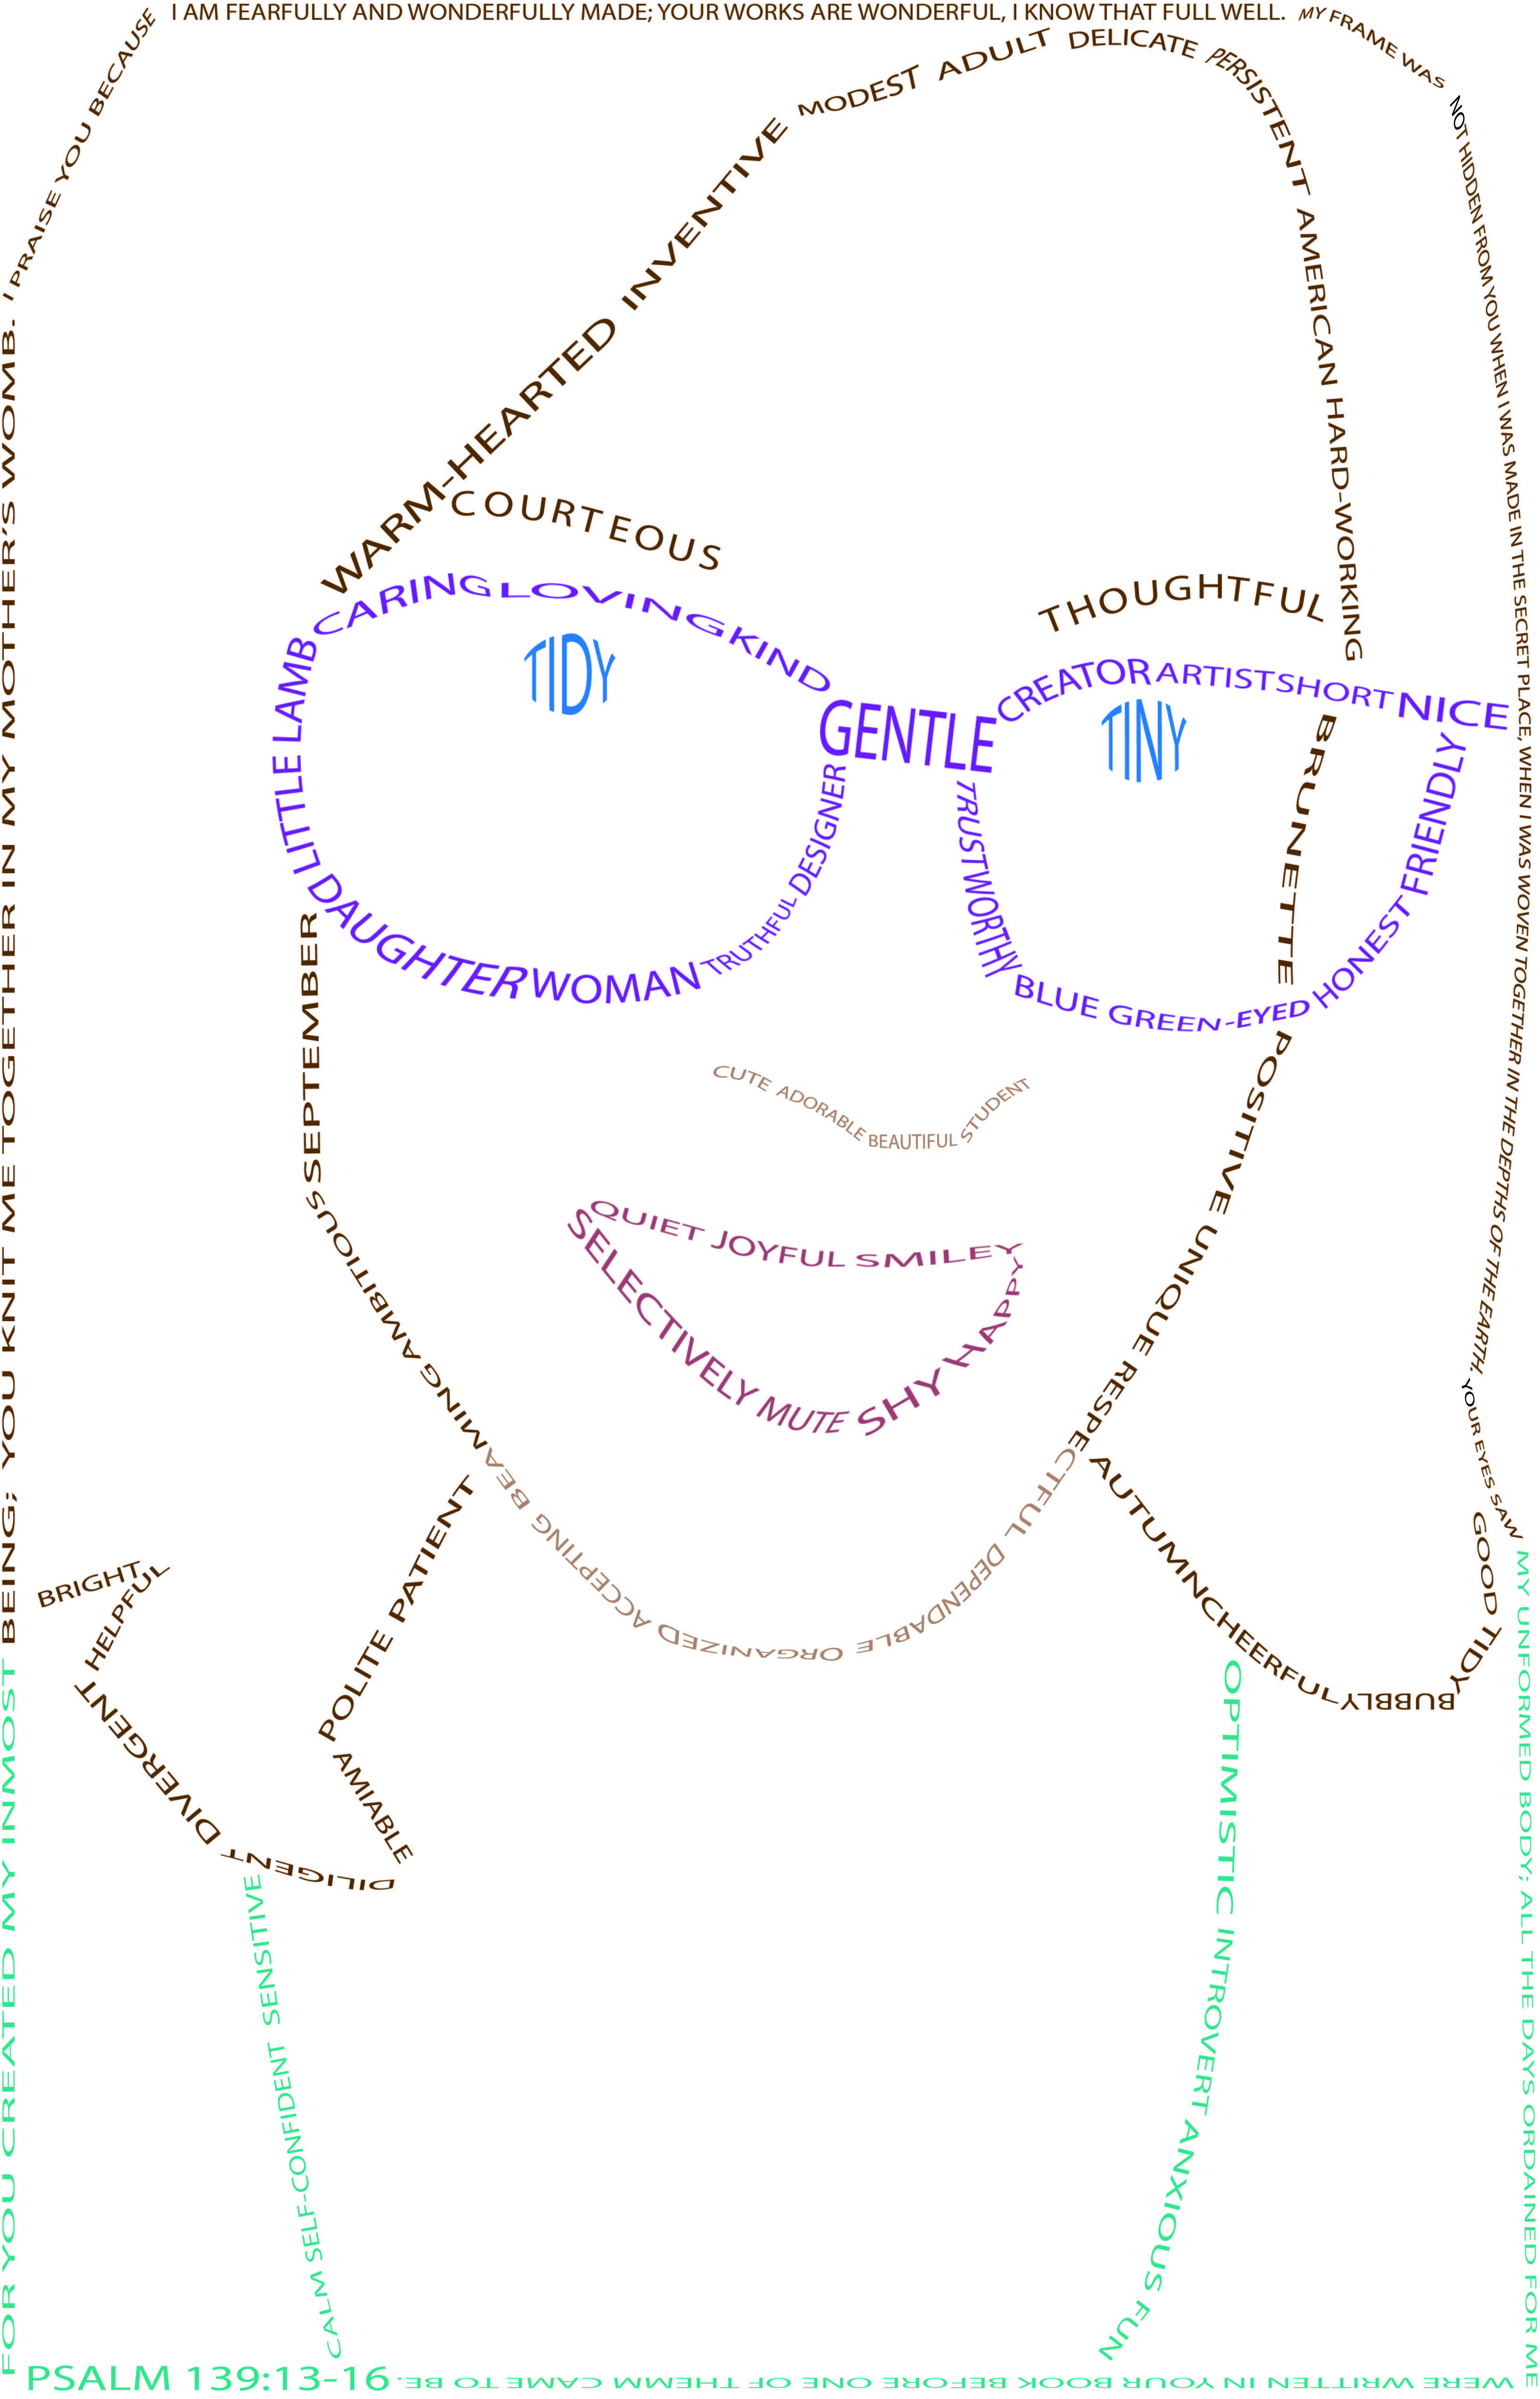 FOR YOU CREATED MY INMOST BEING; YOU KNIT ME TOGETHER IN MY MOTHER'S WOMB.
I PRAISE YOU BECAUSE
I AM FEARFULLY AND WONDERFULLY MADE; YOUR WORKS ARE WONDERFUL, I KNOW THAT FULL WELL.
MY FRAME WAS
NOT HIDDEN FROM YOU WHEN I WAS MADE IN THE SECRET PLACE, WHEN I WAS WOVEN TOGETHER IN THE DEPTHS OF THE EARTH.
YOUR EYES SAW
MY UNFORMED BODY; ALL THE DAYS ORDAINED FOR ME
WERE WRITTEN IN YOUR BOOK BEFORE ONE OF THEMW CAME TO BE.
PSALM 139:13-16
WARM-HEARTED INVENTIVE
MODEST ADULT DELICATE PERSISTENT
AMERICAN HARD-WORKING
COURTEOUS
THOUGHTFUL
CARING LOVING KIND
TIDY
GENTLE
CREATOR ARTIST SHORT NICE
TINY
LITTLE LAMB
DAUGHTER WOMAN
TRUTHFUL DESIGNER
TRUSTWORTHY
BLUE GREEN-EYED
HONEST FRIENDLY
BRUNETTE
SEPTEMBER
CUTE ADORABLE BEAUTIFUL STUDENT
QUIET JOYFUL SMILEY
SELECTIVELY MUTE SHY HAPPY
POSITIVE UNIQUE RESPECTFUL DEPENDABLE ORGANIZED ACCEPTING BEAMING AMBITIOUS
POLITE PATIENT
AMIABLE
BRIGHT
HELPFUL
DIVERGENT
DILIGENT
AUTUMN CHEERFUL
BUBBLY
TIDY
GOOD
SENSITIVE
CALM SELF-CONFIDENT
OPTIMISTIC INTROVERT ANXIOUS FUN